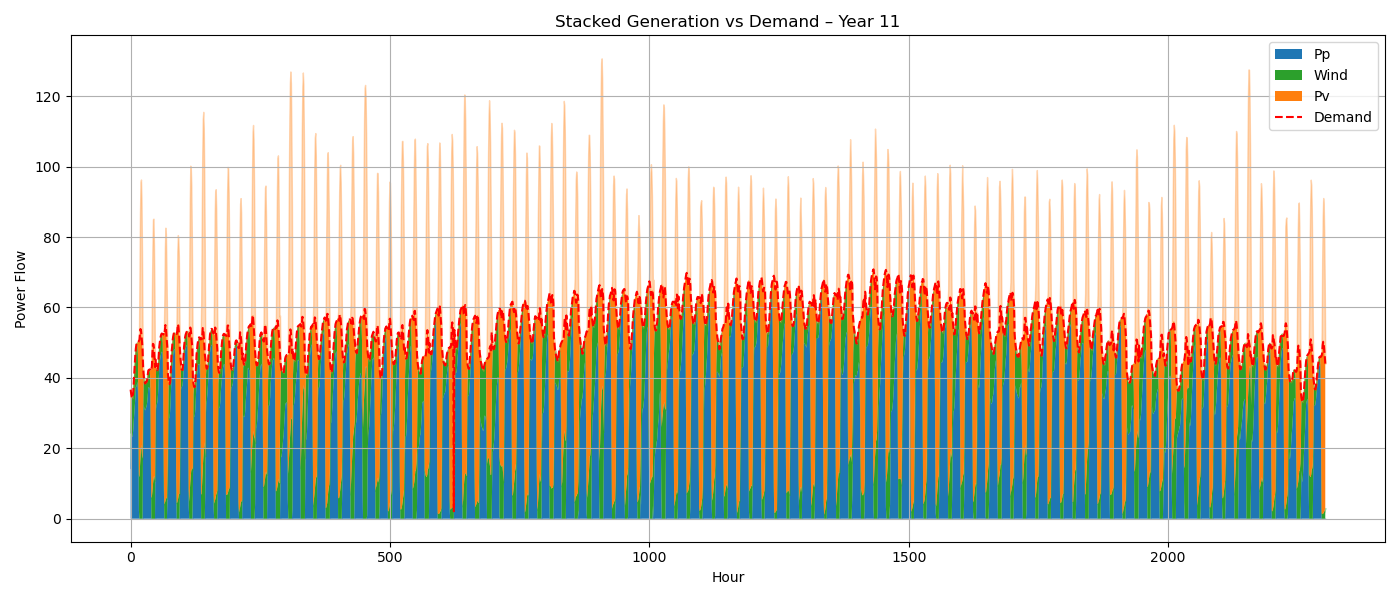 Stacked Generation vs Demand – Year 11
Power Flow
120
100
80
60
40
20
0
0 500 1000 1500 2000
Hour
Pp
Wind
Pv
Demand